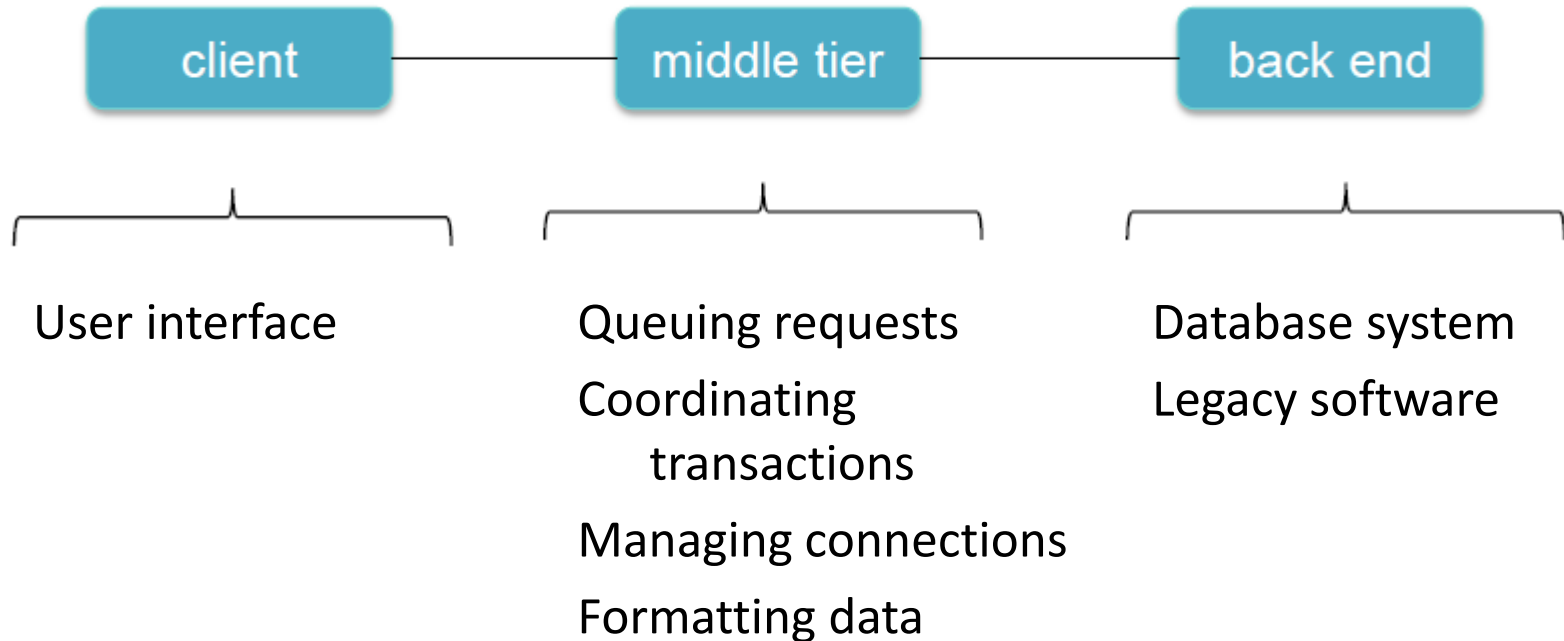 client
middle tier
back end
User interface
Queuing requests
Coordinating
transactions
Managing connections
Formatting data
Database system
Legacy software